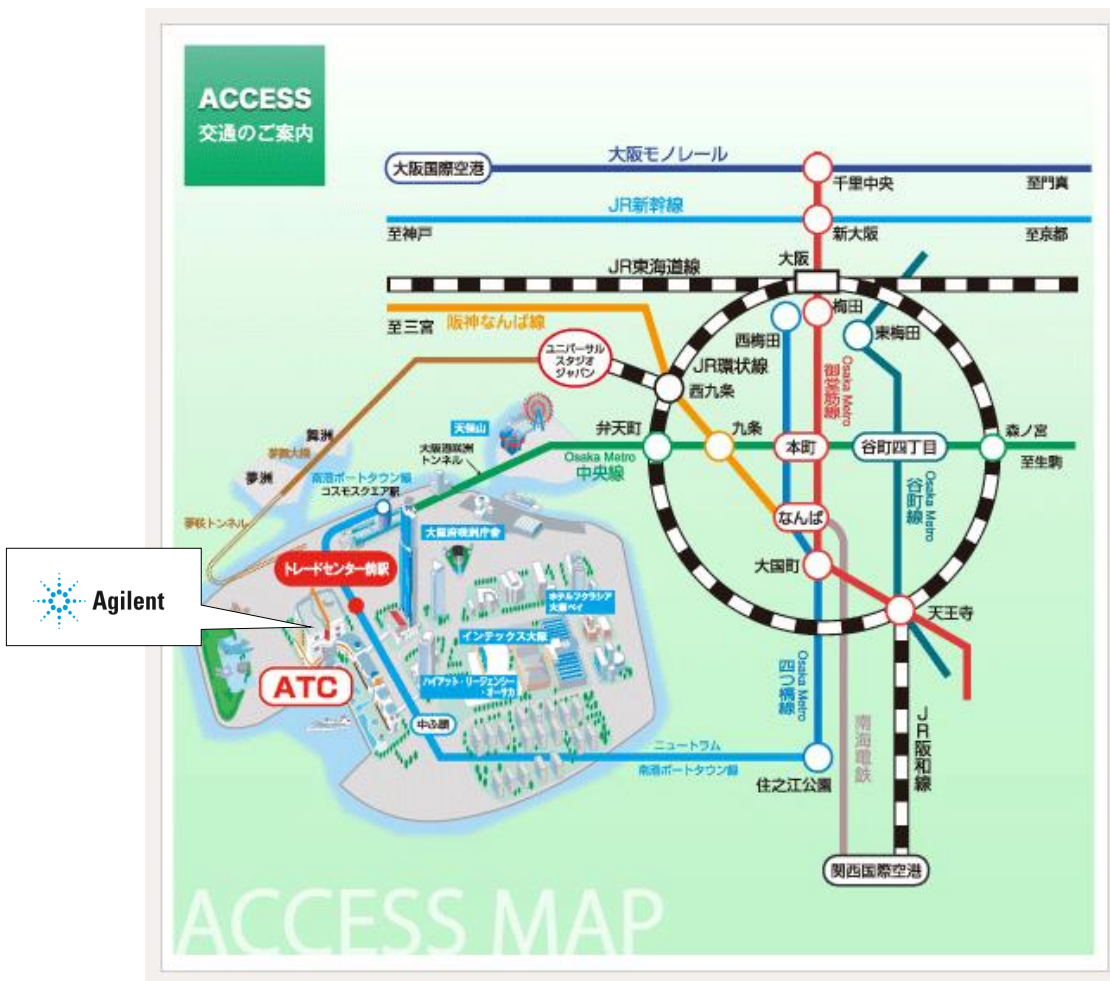 ACCESS
交通のご案内
大阪モノレール
大阪国際空港
千里中央
至門真
JR新幹線
至神戸
新大阪
至京都
大阪
JR東海道線
梅田
至三宮
阪神なんば線
西梅田
東梅田
ユニバーサル
スタジオ
ジャパン
JR環状線
西九条
Osaka Metro
御堂筋線
天保山
舞洲
夢舞大橋
大阪港咲洲
トンネル
弁天町
九条
本町
谷町四丁目
森ノ宮
至生駒
Osaka Metro
中央線
夢洲
南港ポートタウン線
コスモスクエア駅
Osaka Metro
谷町線
夢咲トンネル
大阪府咲洲庁舎
なんば
トレードセンター前駅
大国町
Agilent
ホテルフクラシア
大阪ベイ
天王寺
インテックス大阪
ATC
ハイアット・リージェンシー
・オーサカ
Osaka Metro
四つ橋線
中ふ頭
南海電鉄
JR阪和線
ニュートラム
南港ポートタウン線
住之江公園
関西国際空港
ACCESS MAP